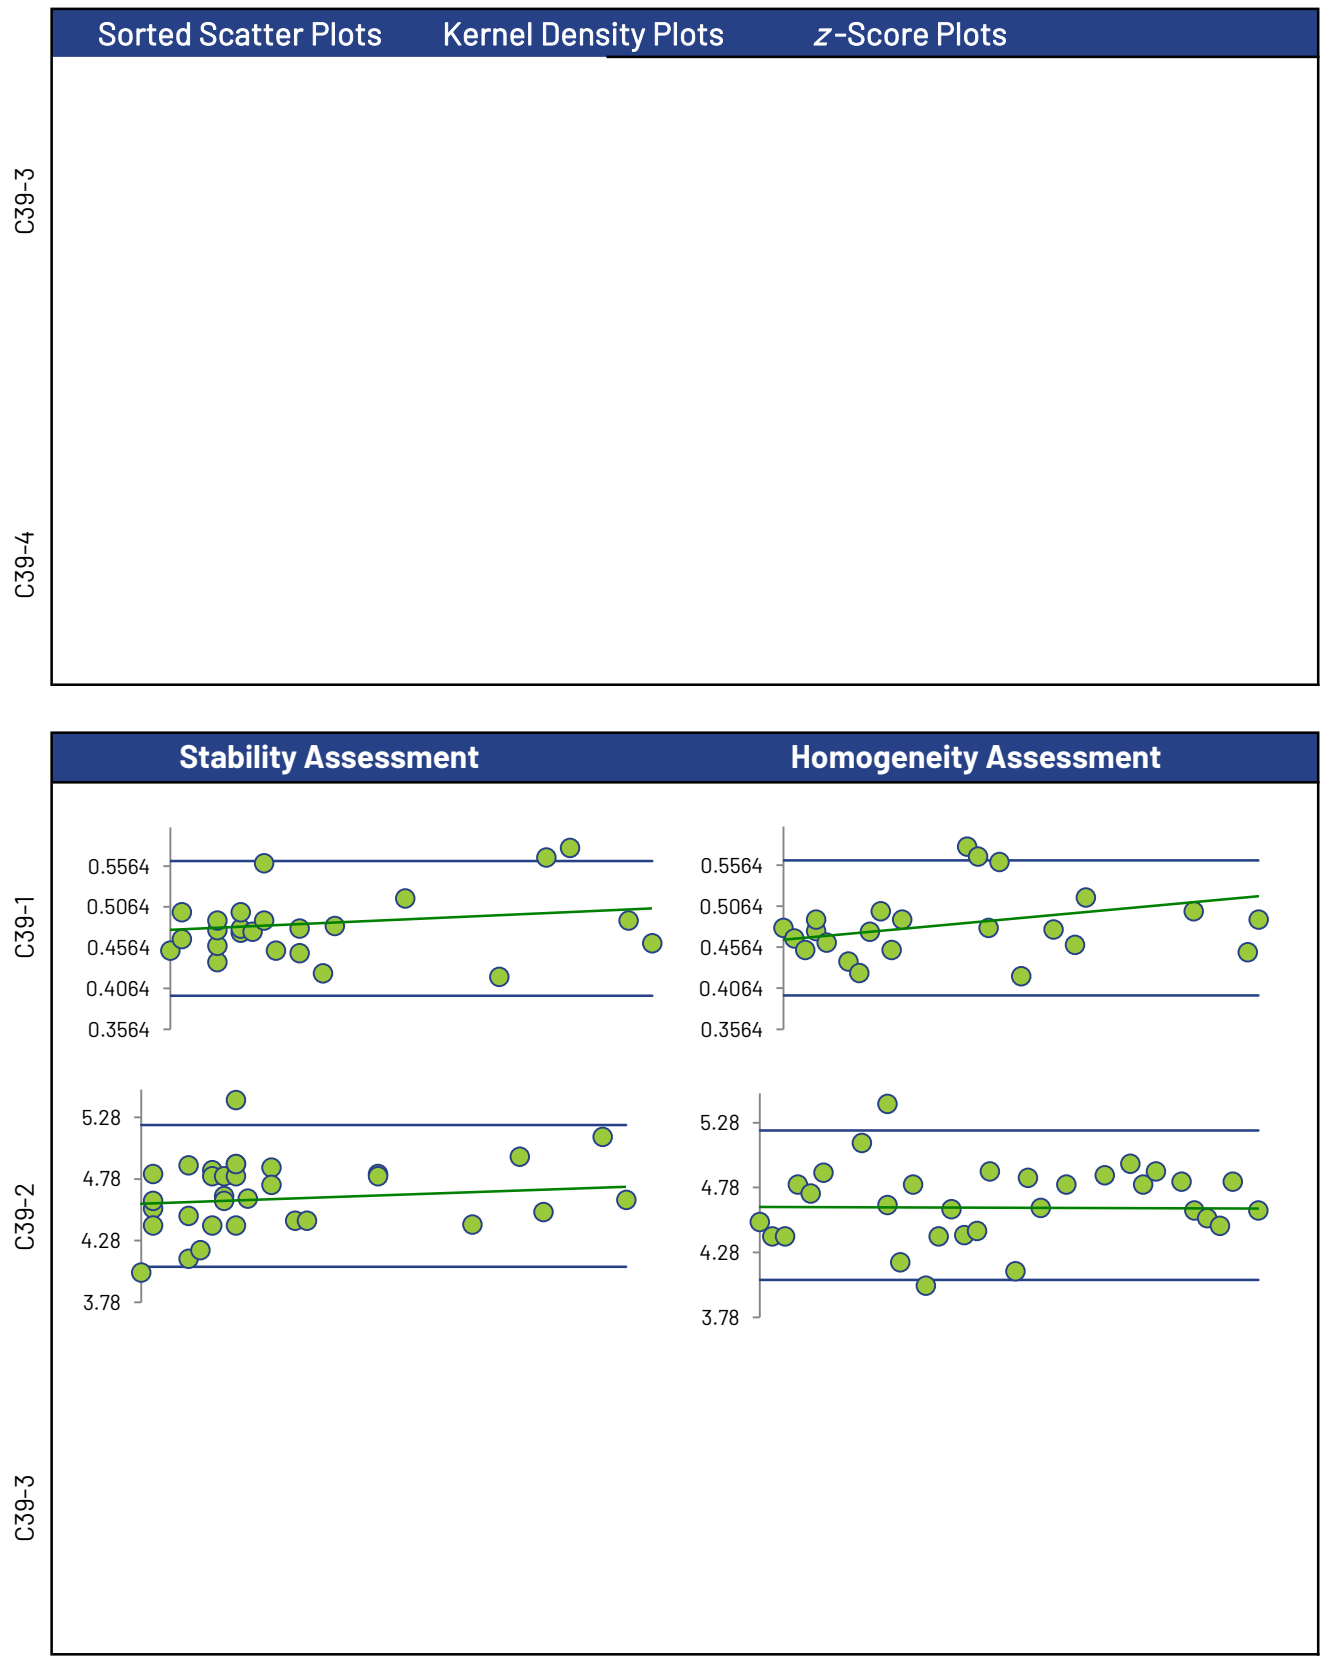 Sorted Scatter Plots Kernel Density Plots z-Score Plots
C39-3
C39-4
Stability Assessment Homogeneity Assessment
C39-1
0.5564
0.5064
0.4564
0.4064
0.3564
0.5564
0.5064
0.4564
0.4064
0.3564
C39-2
5.28
4.78
4.28
3.78
5.28
4.78
4.28
3.78
C39-3